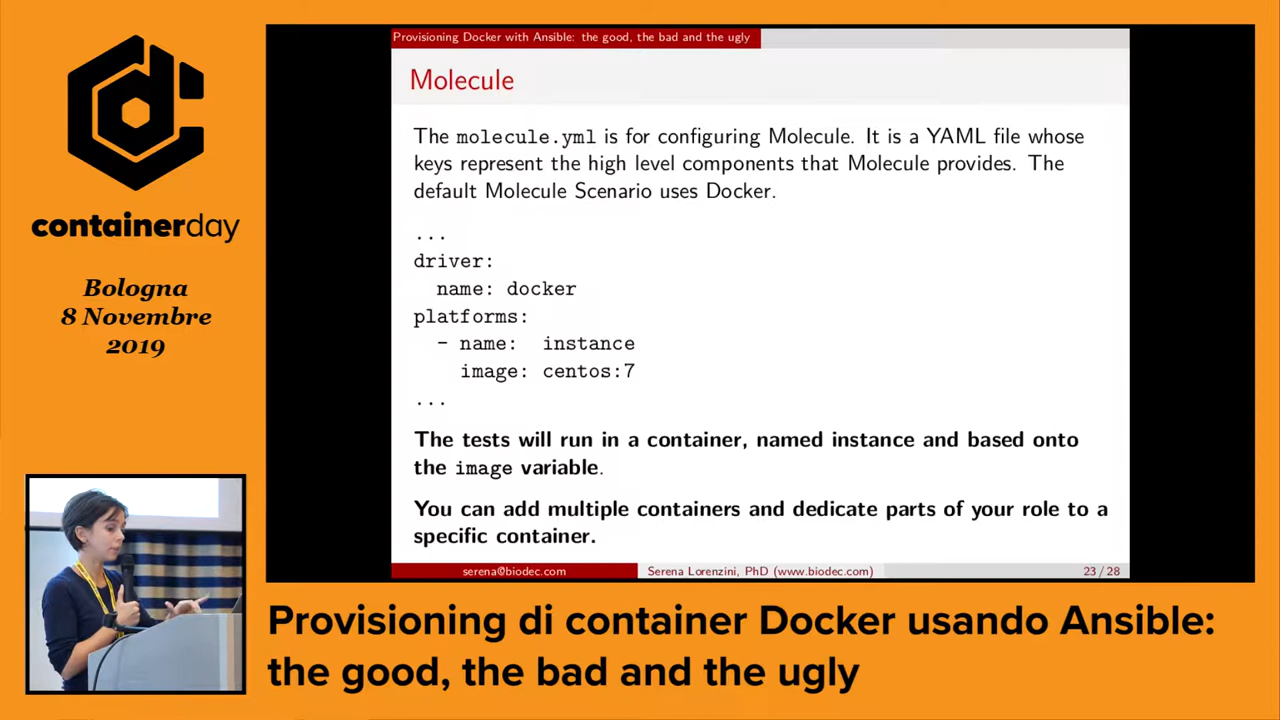 containerday
Bologna
8 Novembre
2019
Provisioning Docker with Ansible: the good, the bad and the ugly
Molecule
The molecule.yml is for configuring Molecule. It is a YAML file whose
keys represent the high level components that Molecule provides. The
default Molecule Scenario uses Docker.
...
driver:
name: docker
platforms:
- name: instance
image: centos:7
...
The tests will run in a container, named instance and based onto
the image variable.
You can add multiple containers and dedicate parts of your role to a
specific container.
serena@biodec.com
Serena Lorenzini, PhD (www.biodec.com)
23 / 28
Provisioning di container Docker usando Ansible:
the good, the bad and the ugly